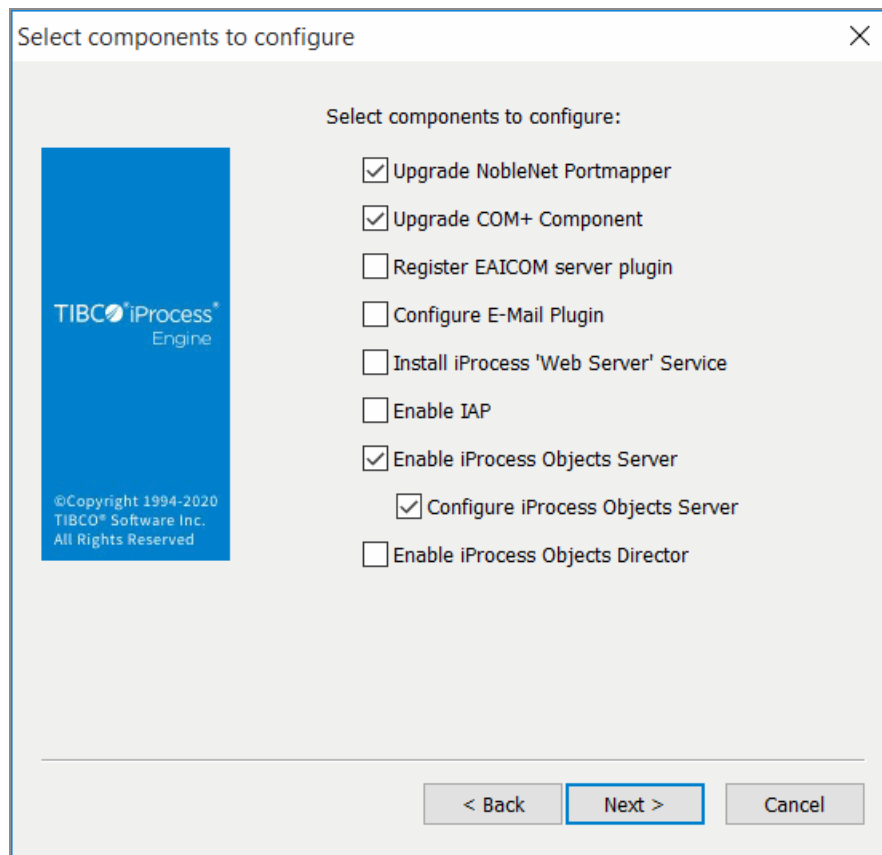 Select components to configure
Select components to configure:
Upgrade NobleNet Portmapper
Upgrade COM+ Component
Register EAICOM server plugin
Configure E-Mail Plugin
Install iProcess 'Web Server' Service
Enable IAP
Enable iProcess Objects Server
Configure iProcess Objects Server
Enable iProcess Objects Director
TIBCO® iProcess®
Engine
©Copyright 1994-2020
TIBCO® Software Inc.
All Rights Reserved
< Back
Next >
Cancel